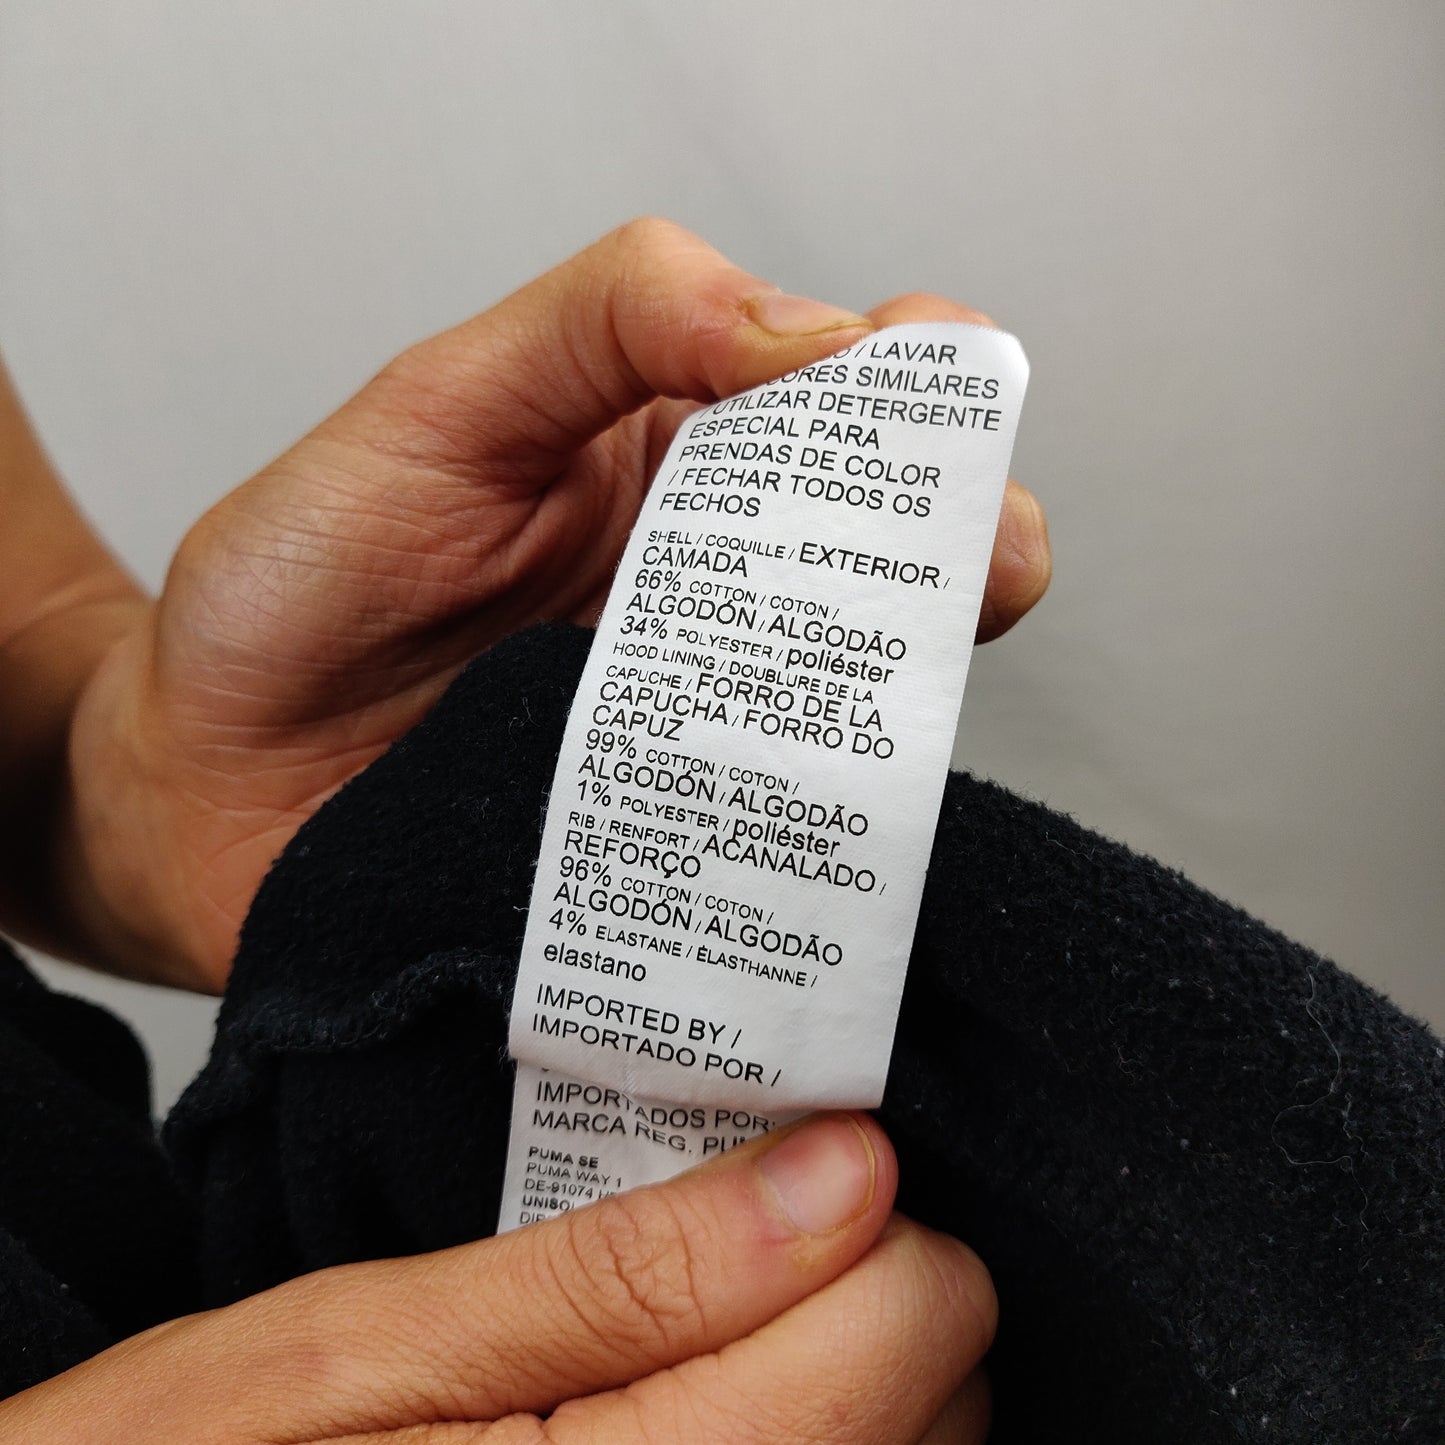 / LAVAR
CORES SIMILARES
/ UTILIZAR DETERGENTE
ESPECIAL PARA
PRENDAS DE COLOR
/ FECHAR TODOS OS
FECHOS
SHELL / COQUILLE / EXTERIOR /
CAMADA
66% COTTON / COTON /
ALGODÓN / ALGODÃO
34% POLYESTER / poliéster
HOOD LINING / DOUBLURE DE LA
CAPUCHE / FORRO DE LA
CAPUCHA / FORRO DO
CAPUZ
99% COTTON / COTON /
ALGODÓN / ALGODÃO
1% POLYESTER / poliéster
RIB / RENFORT / ACANALADO /
REFORÇO
96% COTTON / COTON /
ALGODÓN / ALGODÃO
4% ELASTANE / ÉLASTHANNE /
elastano
IMPORTED BY /
IMPORTADO POR /
IMPORTADOS POR:
MARCA REG. PU
PUMA SE
PUMA WAY 1
DE-91074